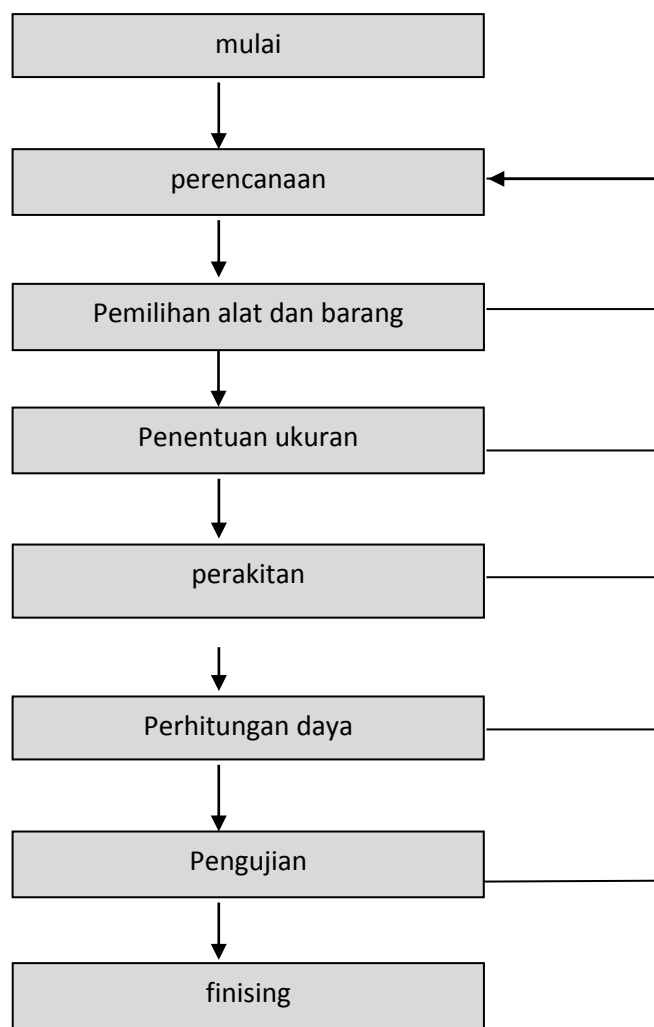 mulai
perencanaan
Pemilihan alat dan barang
Penentuan ukuran
perakitan
Perhitungan daya
Pengujian
finising